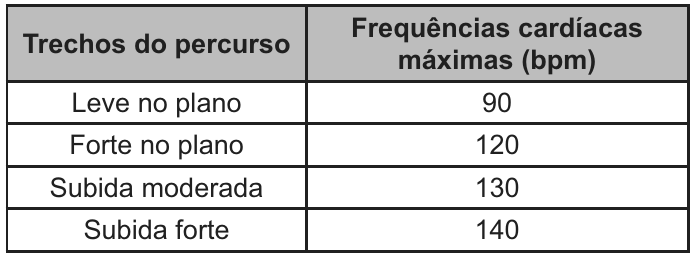 Trechos do percurso
Frequências cardíacas
máximas (bpm)
Leve no plano 90
Forte no plano 120
Subida moderada 130
Subida forte 140